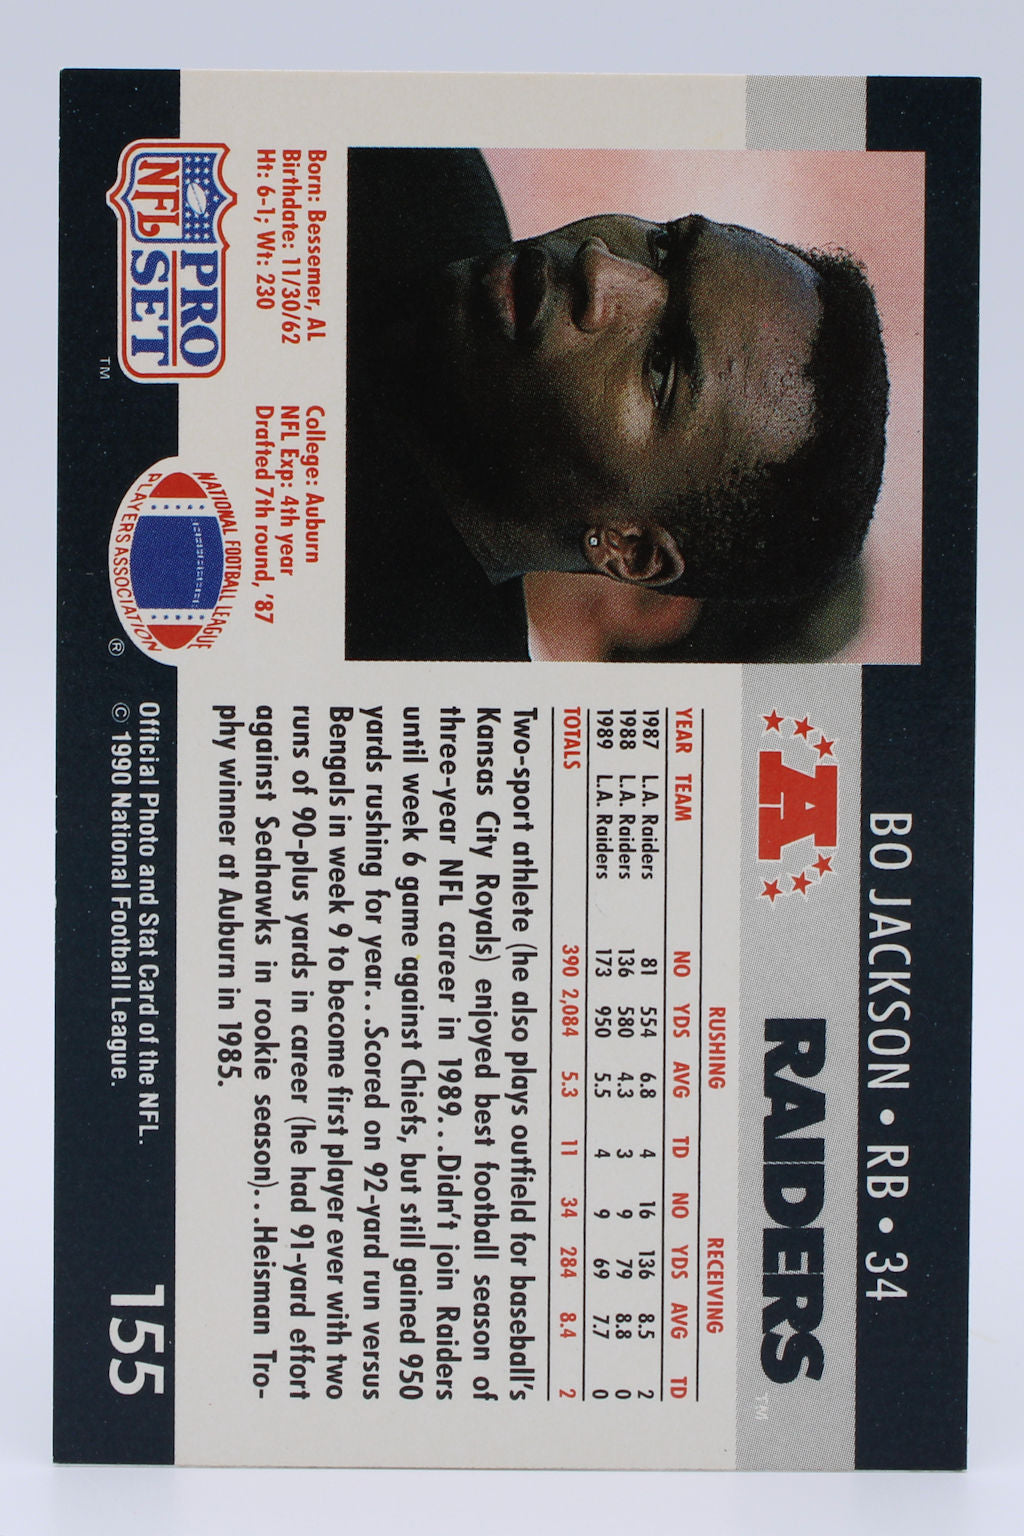 BO JACKSON • RB • 34
A
RAIDERS™
RUSHING RECEIVING
YEAR TEAM NO YDS AVG TD NO YDS AVG TD
1987 L.A. Raiders 81 554 6.8 4 16 136 8.5 2
1988 L.A. Raiders 136 580 4.3 3 9 79 8.8 0
1989 L.A. Raiders 173 950 5.5 4 9 69 7.7 0
TOTALS 390 2,084 5.3 11 34 284 8.4 2
Two-sport athlete (he also plays outfield for baseball's
Kansas City Royals) enjoyed best football season of
three-year NFL career in 1989...Didn't join Raiders
until week 6 game against Chiefs, but still gained 950
yards rushing for year...Scored on 92-yard run versus
Bengals in week 9 to become first player ever with two
runs of 90-plus yards in career (he had 91-yard effort
against Seahawks in rookie season)...Heisman Tro-
phy winner at Auburn in 1985.
Born: Bessemer, AL
Birthdate: 11/30/62
Ht: 6-1; Wt: 230
College: Auburn
NFL Exp: 4th year
Drafted 7th round, '87
NFL
PRO
SET
™
NATIONAL FOOTBALL LEAGUE
PLAYERS ASSOCIATION
®
Official Photo and Stat Card of the NFL.
© 1990 National Football League.
155